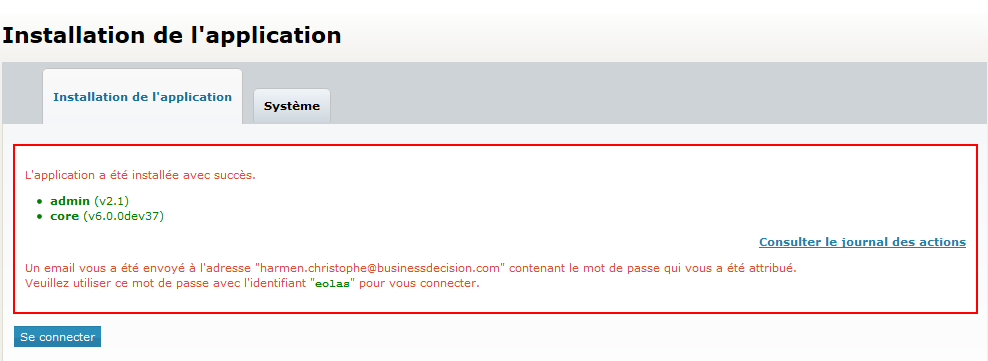 Installation de l'application
Installation de l'application
Système
L'application a été installée avec succès.
admin (v2.1)
core (v6.0.0dev37)
Consulter le journal des actions
Un email vous a été envoyé à l'adresse "harmen.christophe@businessdecision.com" contenant le mot de passe qui vous a été attribué.
Veuillez utiliser ce mot de passe avec l'identifiant "eolas" pour vous connecter.
Se connecter